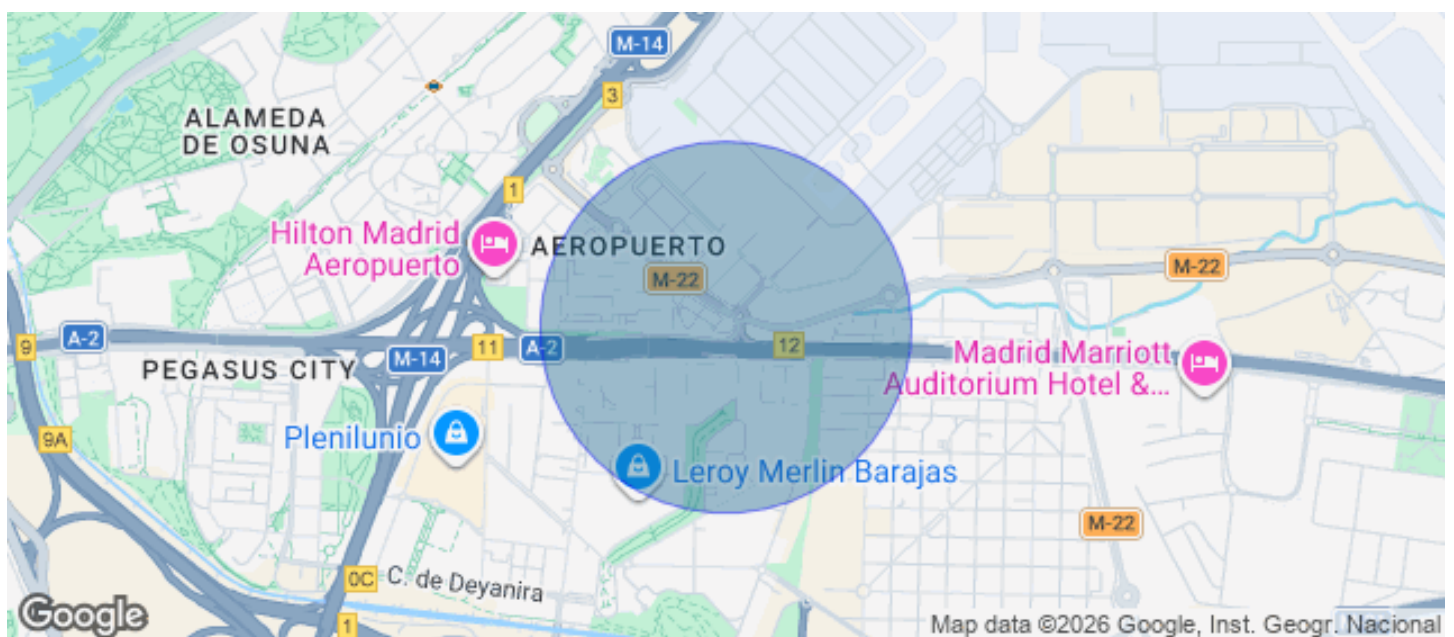 M-14
3
ALAMEDA
DE OSUNA
1
Hilton Madrid
Aeropuerto
AEROPUERTO
M-22
M-22
9
A-2
11
A-2
12
M-14
PEGASUS CITY
Madrid Marriott
Auditorium Hotel &...
9A
Plenilunio
Leroy Merlin Barajas
M-22
0C
C. de Deyanira
1
Google
Map data ©2026 Google, Inst. Geogr. Nacional